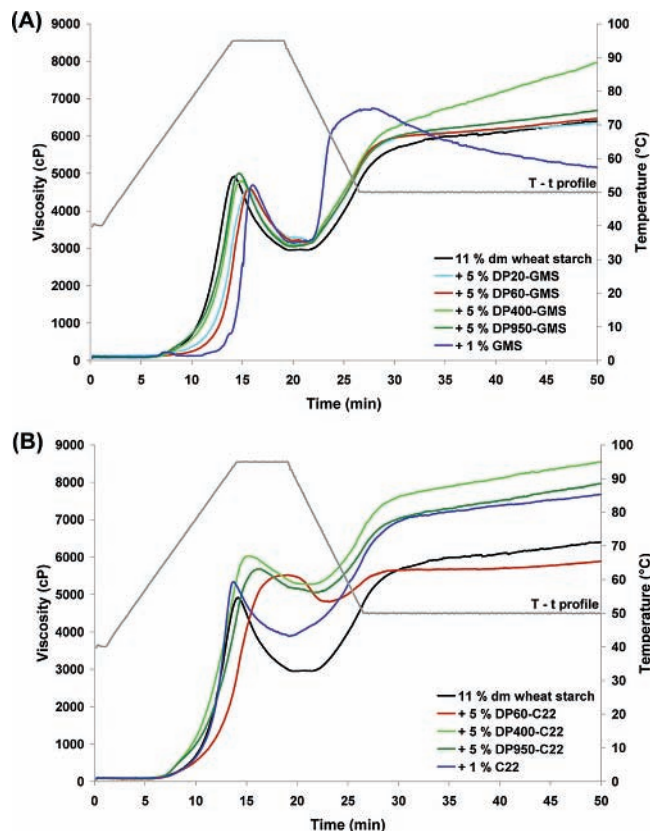 (A)
9000
8000
7000
6000
5000
4000
3000
2000
1000
0
Viscosity (cP)
100
90
80
70
60
50
40
30
20
10
0
Temperature (°C)
T - t profile
11 % dm wheat starch
+ 5 % DP20-GMS
+ 5 % DP60-GMS
+ 5 % DP400-GMS
+ 5 % DP950-GMS
+ 1 % GMS
0 5 10 15 20 25 30 35 40 45 50
Time (min)
(B)
9000
8000
7000
6000
5000
4000
3000
2000
1000
0
Viscosity (cP)
100
90
80
70
60
50
40
30
20
10
0
Temperature (°C)
T - t profile
11 % dm wheat starch
+ 5 % DP60-C22
+ 5 % DP400-C22
+ 5 % DP950-C22
+ 1 % C22
0 5 10 15 20 25 30 35 40 45 50
Time (min)